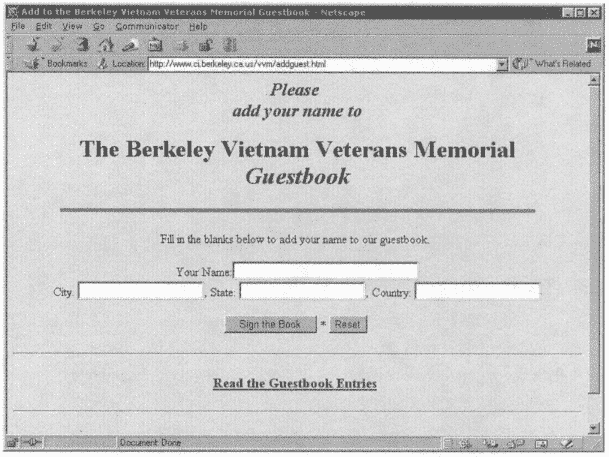 Add to the Berkeley Vietnam Veterans Memorial Guestbook - Netscape
File Edit View Go Communicator Help
Bookmarks Location: http://www.ci.berkeley.ca.us/vvm/addguest.html What's Related
Please
add your name to
The Berkeley Vietnam Veterans Memorial
Guestbook
Fill in the blanks below to add your name to our guestbook.
Your Name:
City: , State: , Country:
Sign the Book * Reset
Read the Guestbook Entries
Document: Done